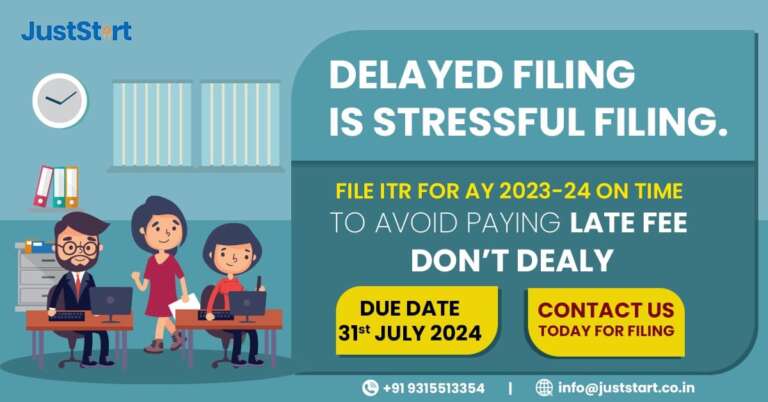 JustStart
DELAYED FILING
IS STRESSFUL FILING.
FILE ITR FOR AY 2023-24 ON TIME
TO AVOID PAYING LATE FEE
DON'T DEALY
DUE DATE
31st JULY 2024
CONTACT US
TODAY FOR FILING
+91 9315513354 | info@juststart.co.in